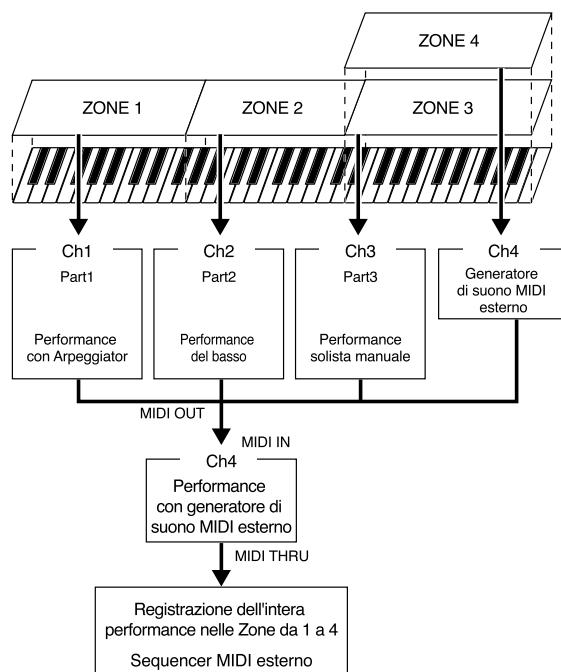 ZONE 4
ZONE 1
ZONE 2
ZONE 3
Ch1
Part1
Performance
con Arpeggiator
Ch2
Part2
Performance
del basso
Ch3
Part3
Performance
solista manuale
Ch4
Generatore
di suono MIDI
esterno
MIDI OUT
MIDI IN
Ch4
Performance
con generatore di
suono MIDI esterno
MIDI THRU
Registrazione dell'intera
performance nelle Zone da 1 a 4
Sequencer MIDI esterno